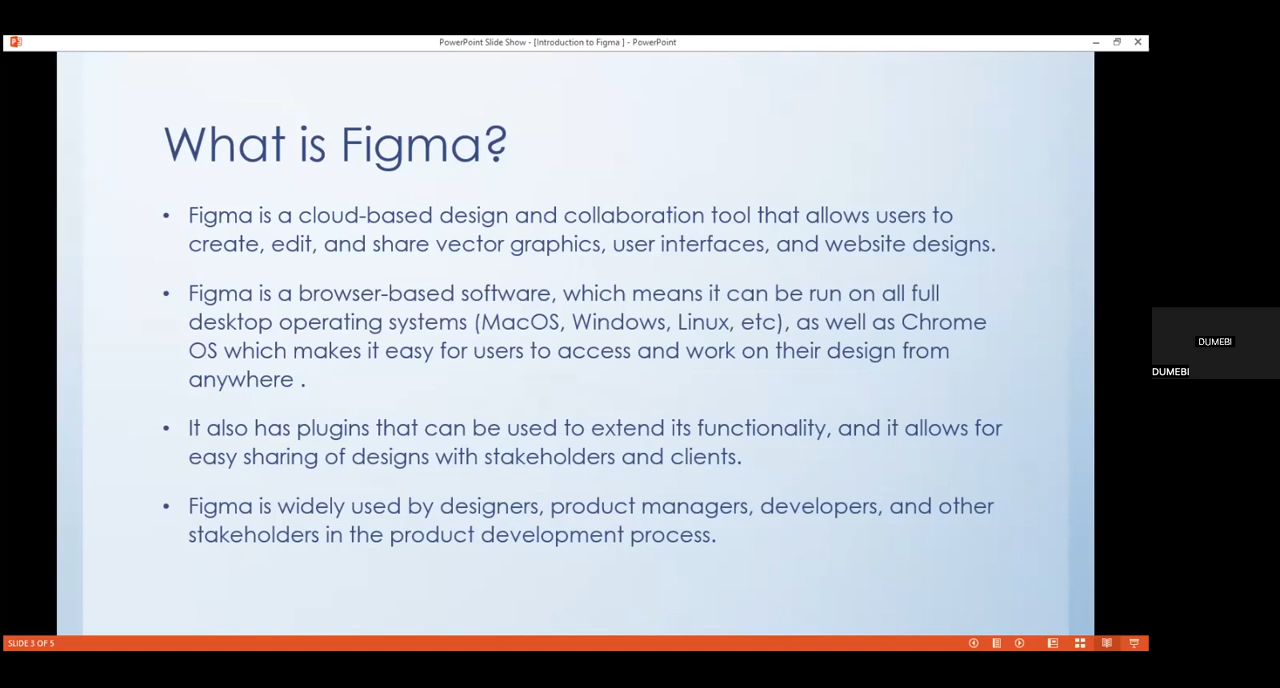 PowerPoint Slide Show - [Introduction to Figma ] - PowerPoint
What is Figma?
• Figma is a cloud-based design and collaboration tool that allows users to
create, edit, and share vector graphics, user interfaces, and website designs.
• Figma is a browser-based software, which means it can be run on all full
desktop operating systems (MacOS, Windows, Linux, etc), as well as Chrome
OS which makes it easy for users to access and work on their design from
anywhere .
• It also has plugins that can be used to extend its functionality, and it allows for
easy sharing of designs with stakeholders and clients.
• Figma is widely used by designers, product managers, developers, and other
stakeholders in the product development process.
DUMEBI
DUMEBI
SLIDE 3 OF 5